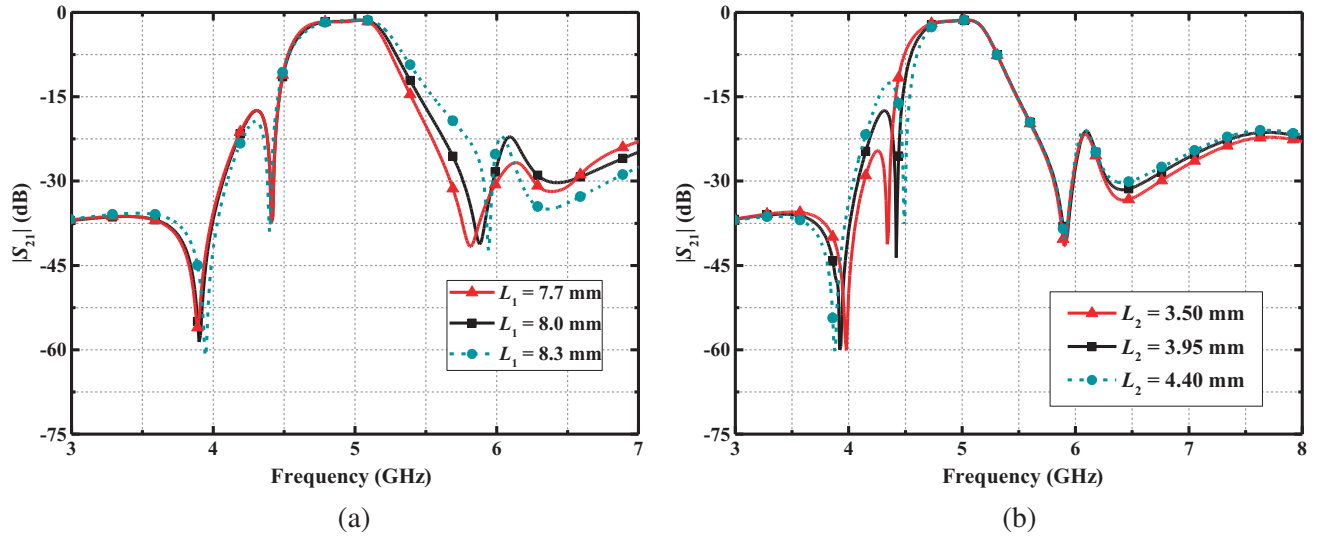 0
-15
-30
-45
-60
-75
|S21| (dB)
3
4
5
6
7
Frequency (GHz)
L1 = 7.7 mm
L1 = 8.0 mm
L1 = 8.3 mm
(a)
0
-15
-30
-45
-60
-75
|S21| (dB)
3
4
5
6
7
8
Frequency (GHz)
L2 = 3.50 mm
L2 = 3.95 mm
L2 = 4.40 mm
(b)